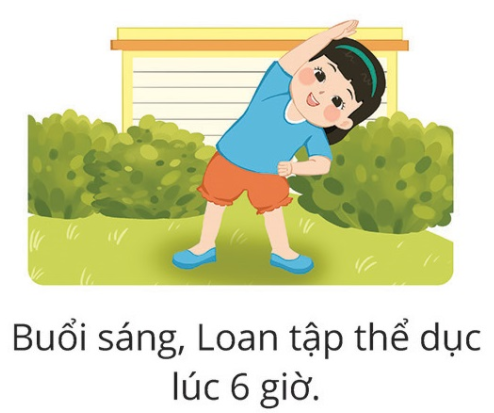 Buổi sáng, Loan tập thể dục
lúc 6 giờ.